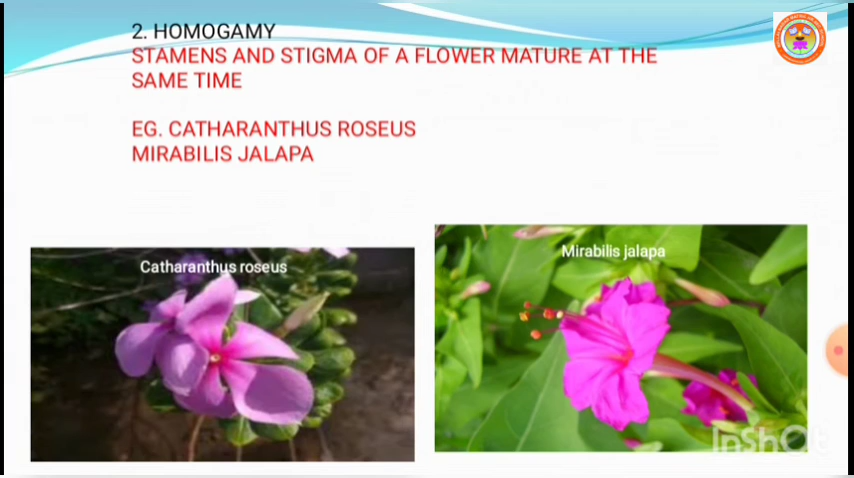 2. HOMOGAMY
STAMENS AND STIGMA OF A FLOWER MATURE AT THE
SAME TIME
EG. CATHARANTHUS ROSEUS
MIRABILIS JALAPA
Catharanthus roseus
Mirabilis jalapa
InShOt